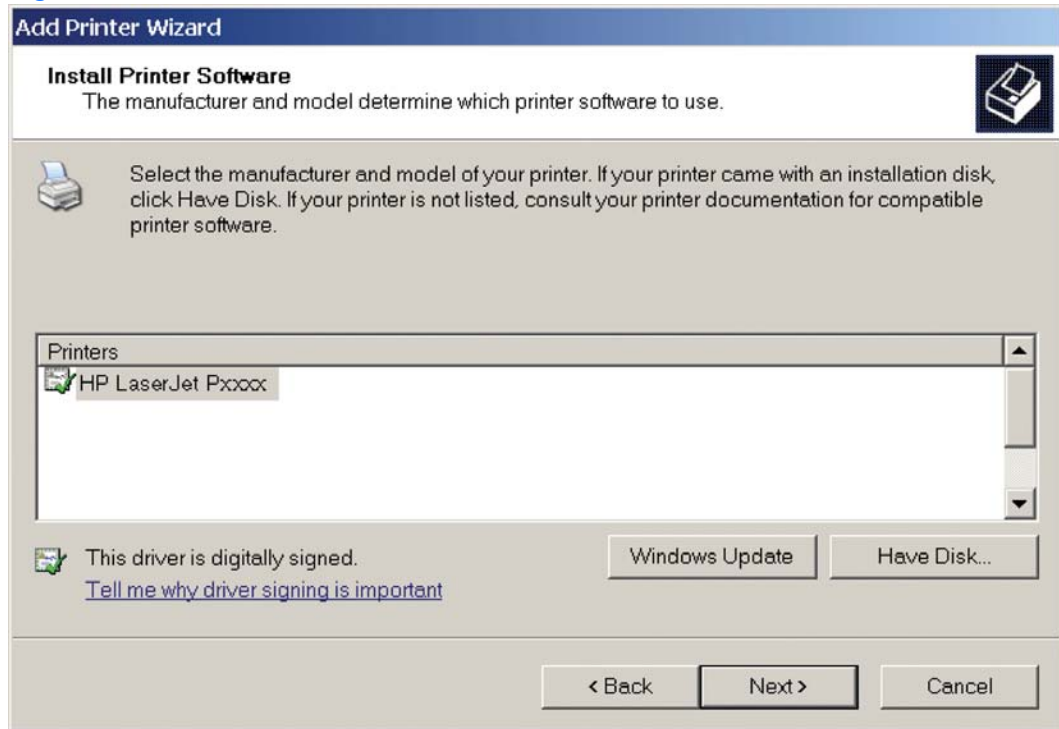 Add Printer Wizard
Install Printer Software
The manufacturer and model determine which printer software to use.
Select the manufacturer and model of your printer. If your printer came with an installation disk,
click Have Disk. If your printer is not listed, consult your printer documentation for compatible
printer software.
Printers
HP LaserJet Pxxxx
This driver is digitally signed.
Tell me why driver signing is important
Windows Update
Have Disk...
< Back
Next >
Cancel